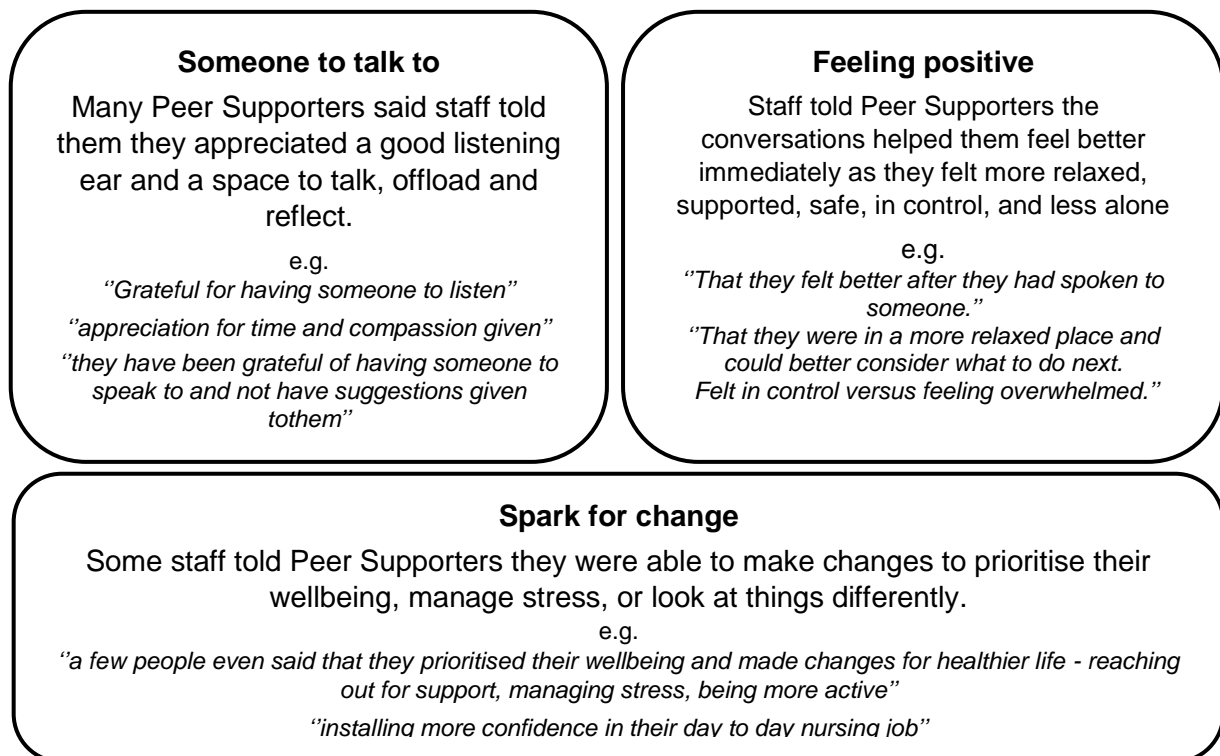 Someone to talk to
Many Peer Supporters said staff told
them they appreciated a good listening
ear and a space to talk, offload and
reflect.
e.g.
‘’Grateful for having someone to listen’’
‘’appreciation for time and compassion given’’
‘’they have been grateful of having someone to
speak to and not have suggestions given
tothem’’
Feeling positive
Staff told Peer Supporters the
conversations helped them feel better
immediately as they felt more relaxed,
supported, safe, in control, and less alone
e.g.
‘’That they felt better after they had spoken to
someone.’’
‘’That they were in a more relaxed place and
could better consider what to do next.
Felt in control versus feeling overwhelmed.’’
Spark for change
Some staff told Peer Supporters they were able to make changes to prioritise their
wellbeing, manage stress, or look at things differently.
e.g.
‘’a few people even said that they prioritised their wellbeing and made changes for healthier life - reaching
out for support, managing stress, being more active’’
‘’installing more confidence in their day to day nursing job’’